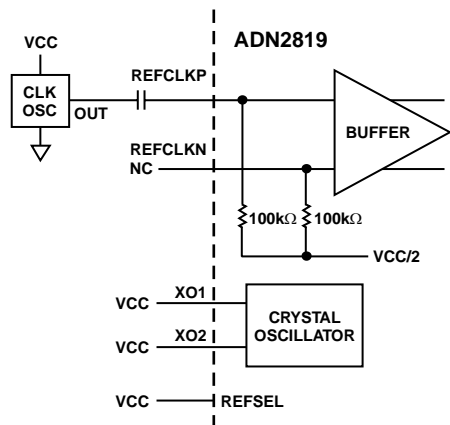 VCC
ADN2819
REFCLKP
CLK
OSC
OUT
BUFFER
REFCLKN
NC
100kΩ 100kΩ
VCC/2
VCC XO1
CRYSTAL
OSCILLATOR
VCC XO2
VCC REFSEL